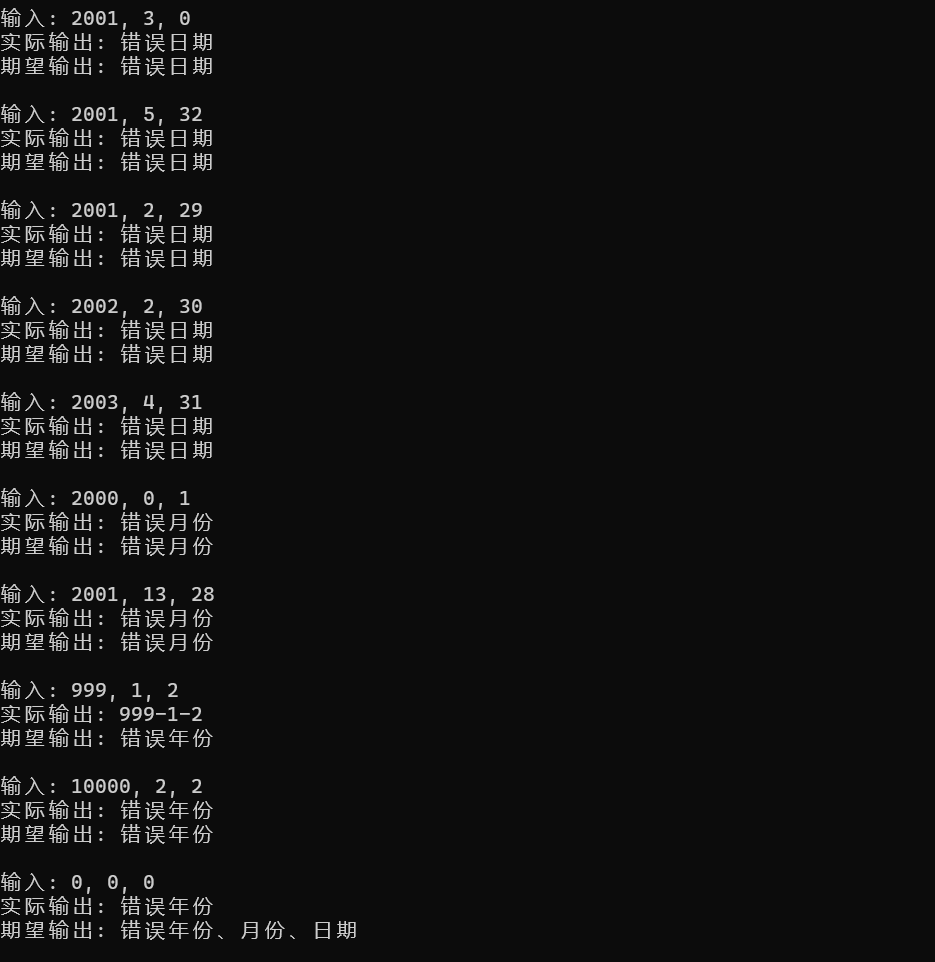 输入: 2001, 3, 0
实际输出: 错误日期
期望输出: 错误日期
输入: 2001, 5, 32
实际输出: 错误日期
期望输出: 错误日期
输入: 2001, 2, 29
实际输出: 错误日期
期望输出: 错误日期
输入: 2002, 2, 30
实际输出: 错误日期
期望输出: 错误日期
输入: 2003, 4, 31
实际输出: 错误日期
期望输出: 错误日期
输入: 2000, 0, 1
实际输出: 错误月份
期望输出: 错误月份
输入: 2001, 13, 28
实际输出: 错误月份
期望输出: 错误月份
输入: 999, 1, 2
实际输出: 999-1-2
期望输出: 错误年份
输入: 10000, 2, 2
实际输出: 错误年份
期望输出: 错误年份
输入: 0, 0, 0
实际输出: 错误年份
期望输出: 错误年份、月份、日期